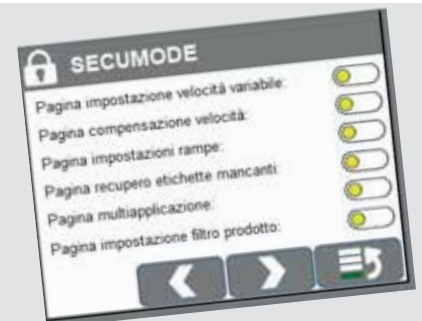 SECUMODE
Pagina impostazione velocità variabile:
Pagina compensazione velocità:
Pagina impostazioni rampe:
Pagina recupero etichette mancanti:
Pagina multiapplicazione:
Pagina impostazione filtro prodotto: